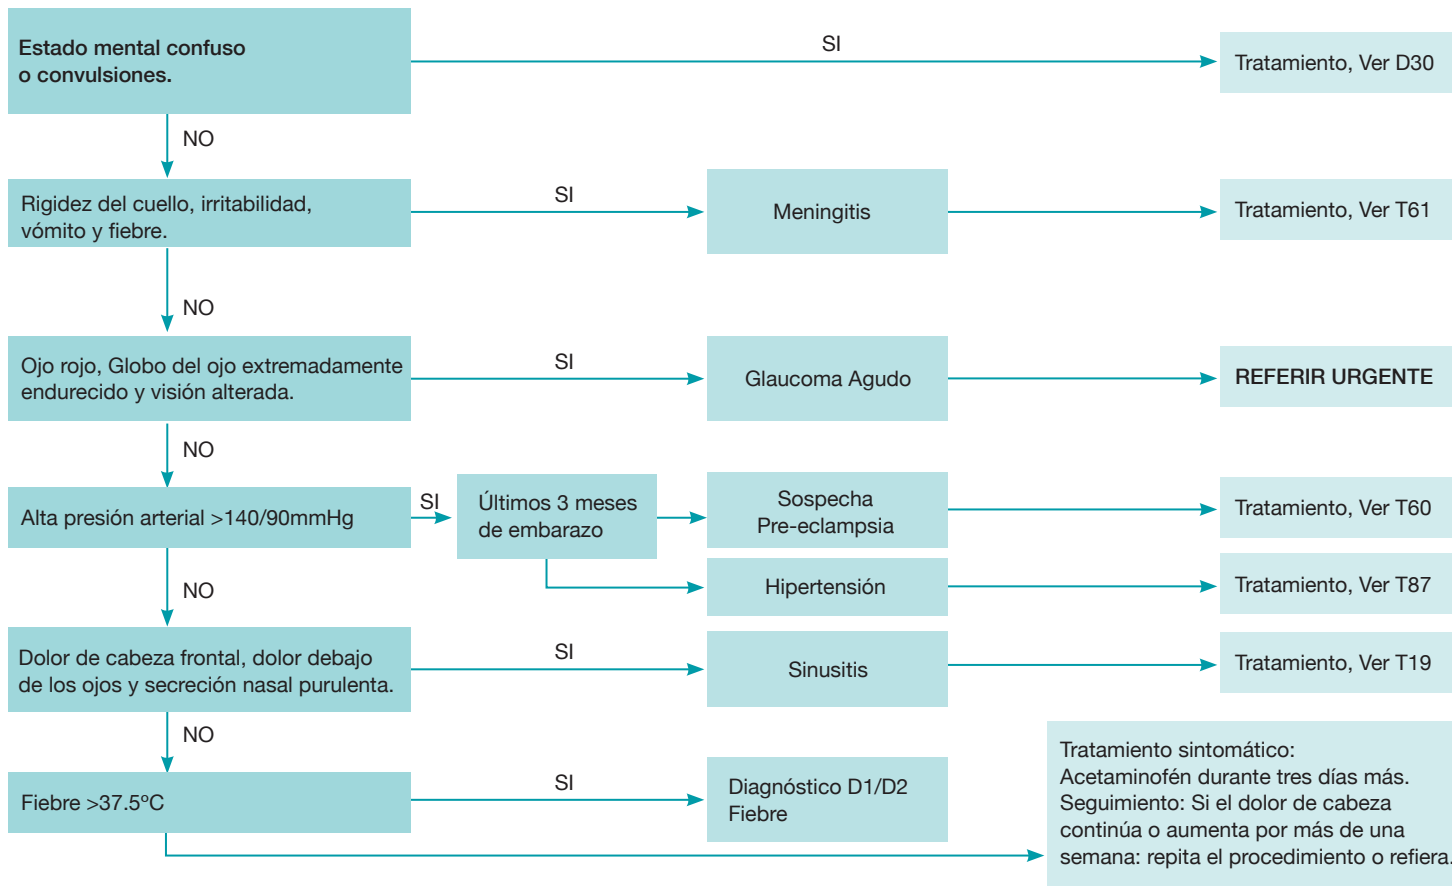 Estado mental confuso
o convulsiones.
SI
Tratamiento, Ver D30
NO
Rigidez del cuello, irritabilidad,
vómito y fiebre.
SI
Meningitis
Tratamiento, Ver T61
NO
Ojo rojo, Globo del ojo extremadamente
endurecido y visión alterada.
SI
Glaucoma Agudo
REFERIR URGENTE
NO
Alta presión arterial >140/90mmHg
SI
Últimos 3 meses
de embarazo
Sospecha
Pre-eclampsia
Tratamiento, Ver T60
Hipertensión
Tratamiento, Ver T87
NO
Dolor de cabeza frontal, dolor debajo
de los ojos y secreción nasal purulenta.
SI
Sinusitis
Tratamiento, Ver T19
NO
Fiebre >37.5ºC
SI
Diagnóstico D1/D2
Fiebre
Tratamiento sintomático:
Acetaminofén durante tres días más.
Seguimiento: Si el dolor de cabeza
continúa o aumenta por más de una
semana: repita el procedimiento o refiera.